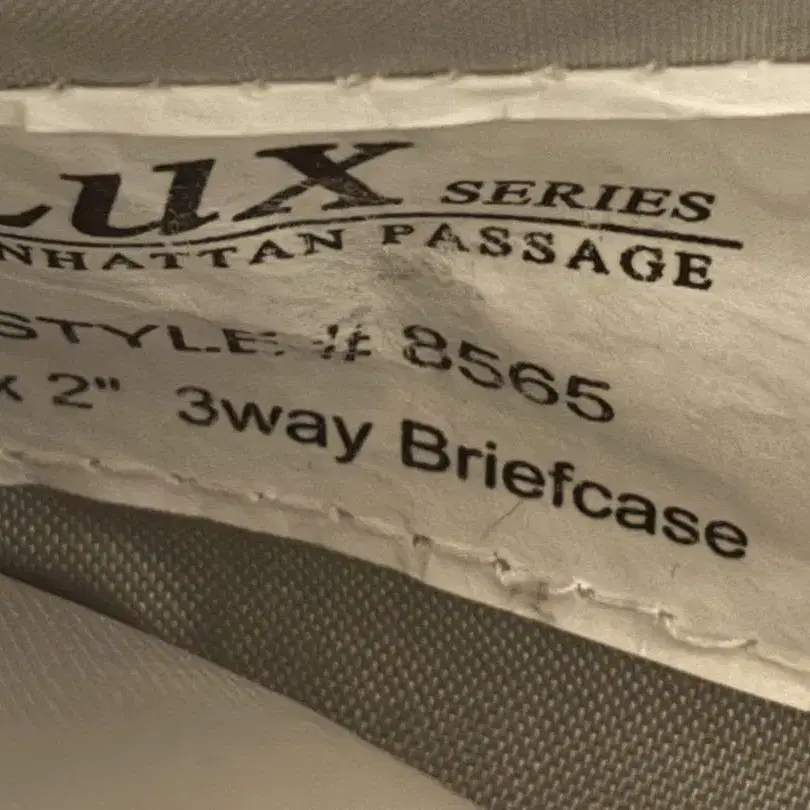 Lux SERIES
NHATTAN PASSAGE
STYLE: # 8565
x 2" 3way Briefcase